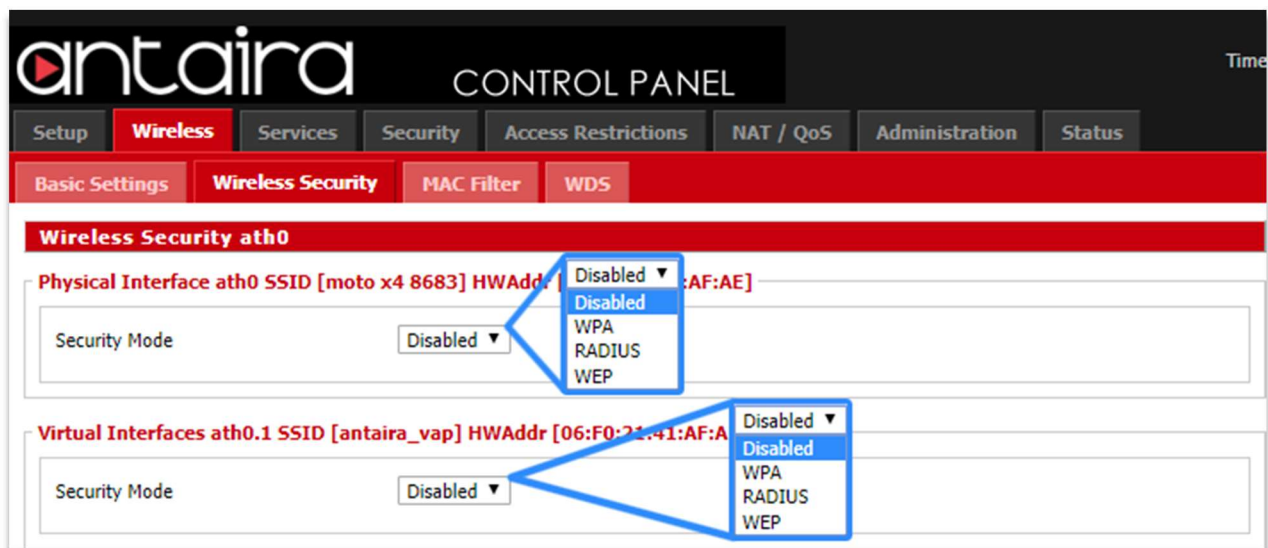 antaira CONTROL PANEL
Time
Setup Wireless Services Security Access Restrictions NAT / QoS Administration Status
Basic Settings Wireless Security MAC Filter WDS
Wireless Security ath0
Physical Interface ath0 SSID [moto x4 8683] HWAddr [ :AF:AE]
Security Mode Disabled
Disabled
Disabled
WPA
RADIUS
WEP
Virtual Interfaces ath0.1 SSID [antaira_vap] HWAddr [06:F0:21:41:AF:A
Security Mode Disabled
Disabled
Disabled
WPA
RADIUS
WEP